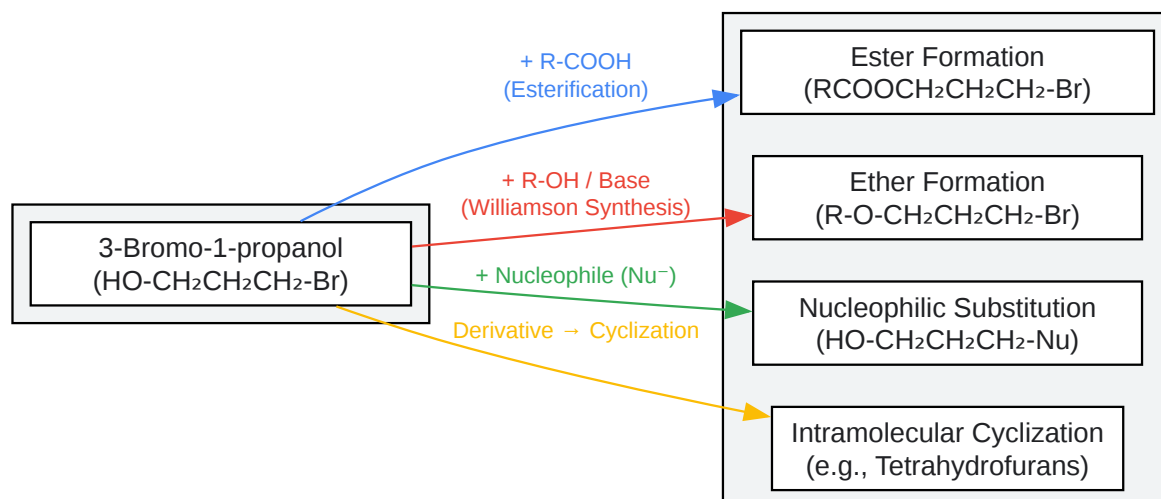 3-Bromo-1-propanol
(HO-CH₂CH₂CH₂-Br)
+ R-COOH
(Esterification)
+ R-OH / Base
(Williamson Synthesis)
+ Nucleophile (Nu⁻)
Derivative → Cyclization
Ester Formation
(RCOOCH₂CH₂CH₂-Br)
Ether Formation
(R-O-CH₂CH₂CH₂-Br)
Nucleophilic Substitution
(HO-CH₂CH₂CH₂-Nu)
Intramolecular Cyclization
(e.g., Tetrahydrofurans)